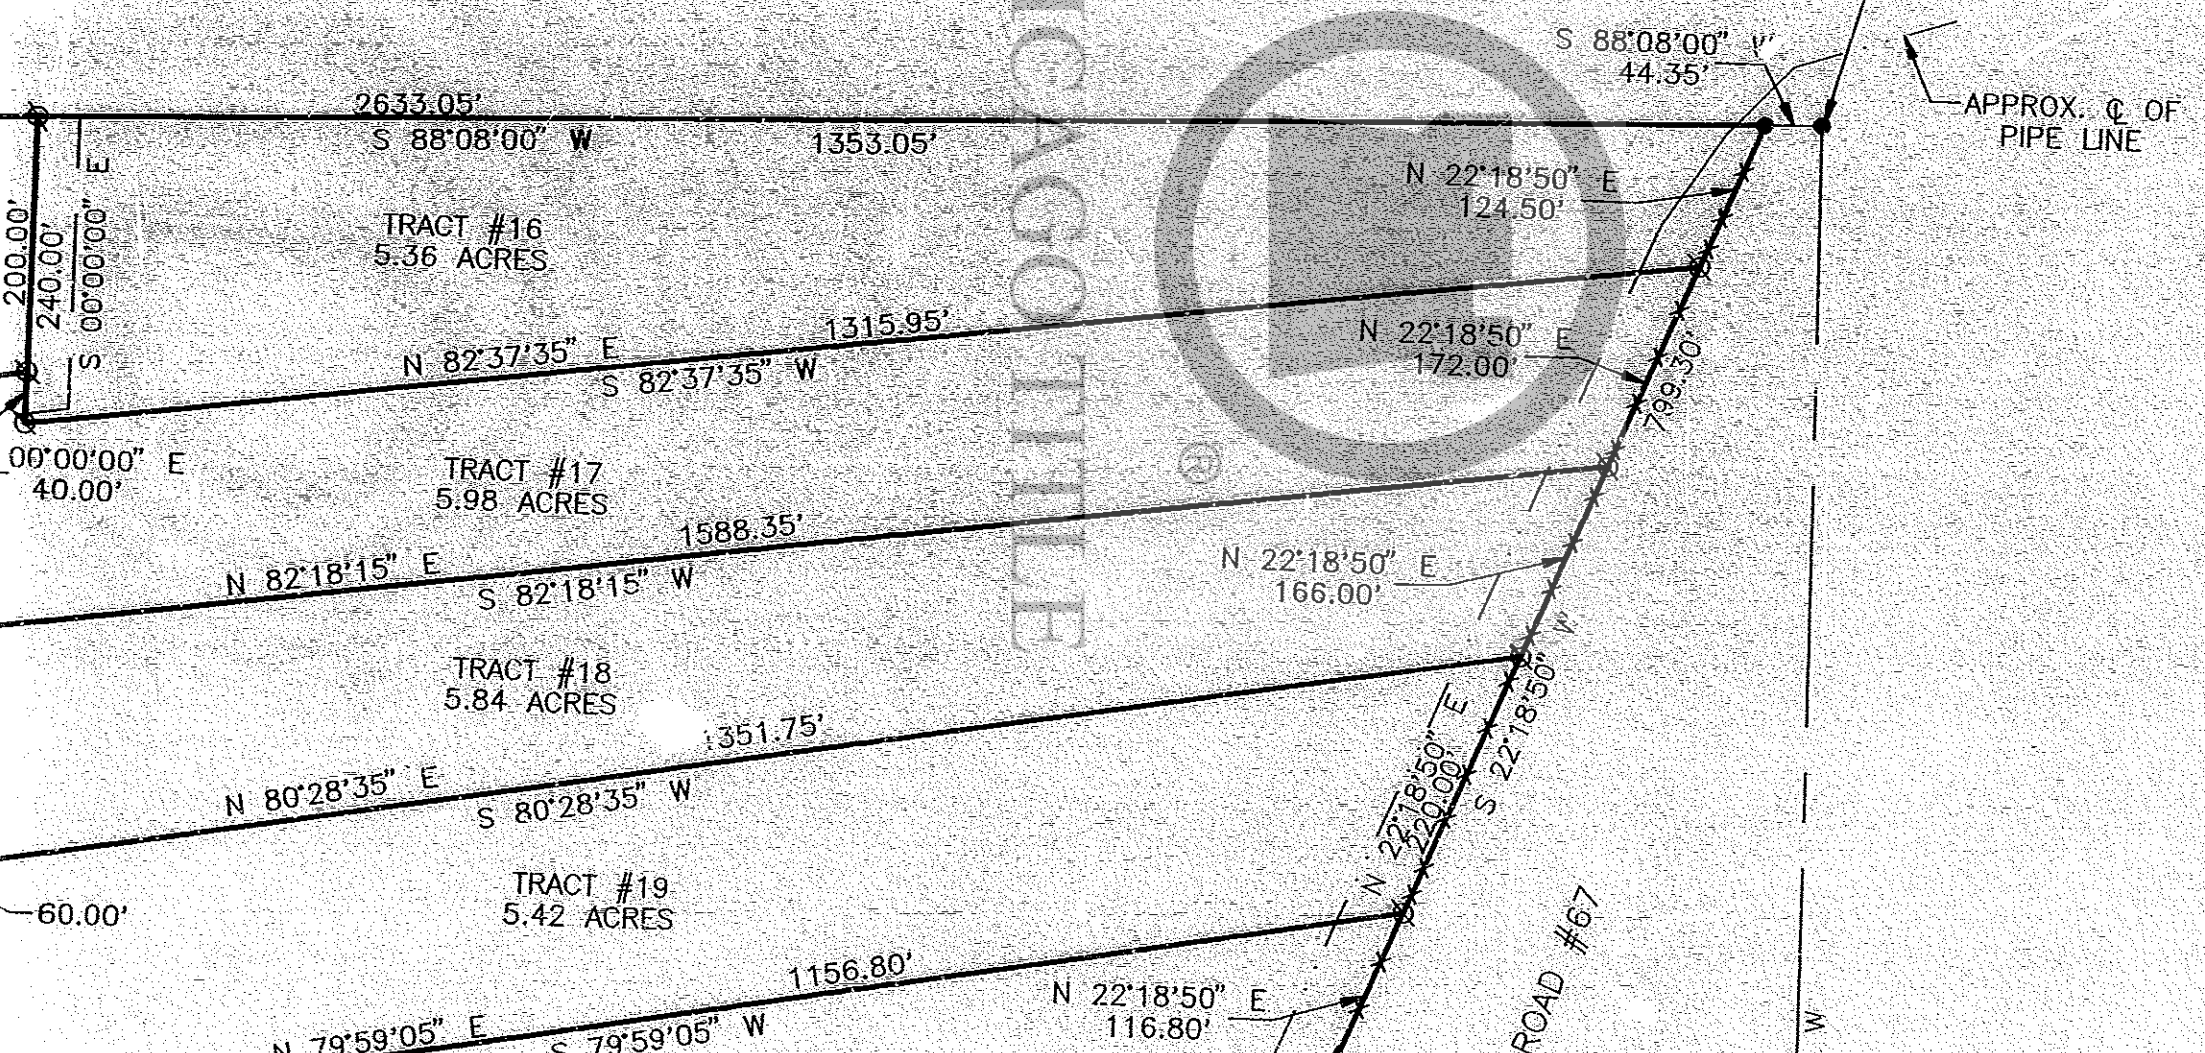 S 88°08'00" W
44.35'
APPROX. ℄ OF
PIPE LINE
2633.05'
S 88°08'00" W
1353.05'
N 22°18'50" E
124.50'
200.00'
240.00'
S 00°00'00" E
TRACT #16
5.36 ACRES
1315.95'
N 82°37'35" E
S 82°37'35" W
N 22°18'50" E
172.00'
799.30'
00°00'00" E
40.00'
TRACT #17
5.98 ACRES
1588.35'
N 82°18'15" E
S 82°18'15" W
N 22°18'50" E
166.00'
TRACT #18
5.84 ACRES
351.75'
N 80°28'35" E
S 80°28'35" W
N 22°18'50" E
220.00'
S 22°18'50" W
TRACT #19
5.42 ACRES
60.00'
1156.80'
N 79°59'05" E
S 79°59'05" W
N 22°18'50" E
116.80'
ROAD #67
W
ICAGO TITLE
®